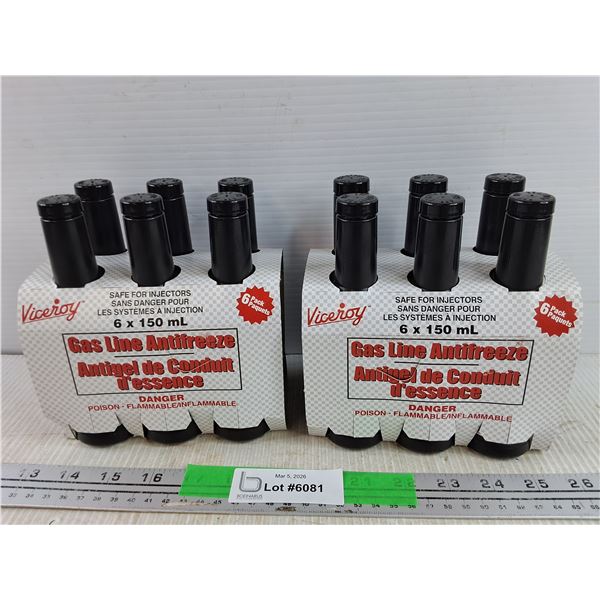 Viceroy
SAFE FOR INJECTORS
SANS DANGER POUR
LES SYSTÈMES A INJECTION
6 Pack
Paquets
6 x 150 mL
Gas Line Antifreeze
Antigel de Conduit
d'essence
DANGER
POISON - FLAMMABLE/INFLAMMABLE
Viceroy
SAFE FOR INJECTORS
SANS DANGER POUR
LES SYSTÈMES A INJECTION
6 Pack
Paquets
6 x 150 mL
Gas Line Antifreeze
Antigel de Conduit
d'essence
DANGER
POISON - FLAMMABLE/INFLAMMABLE
Mar 5, 2026
Lot #6081
13 14 15 16 21 22 23 24 25 26